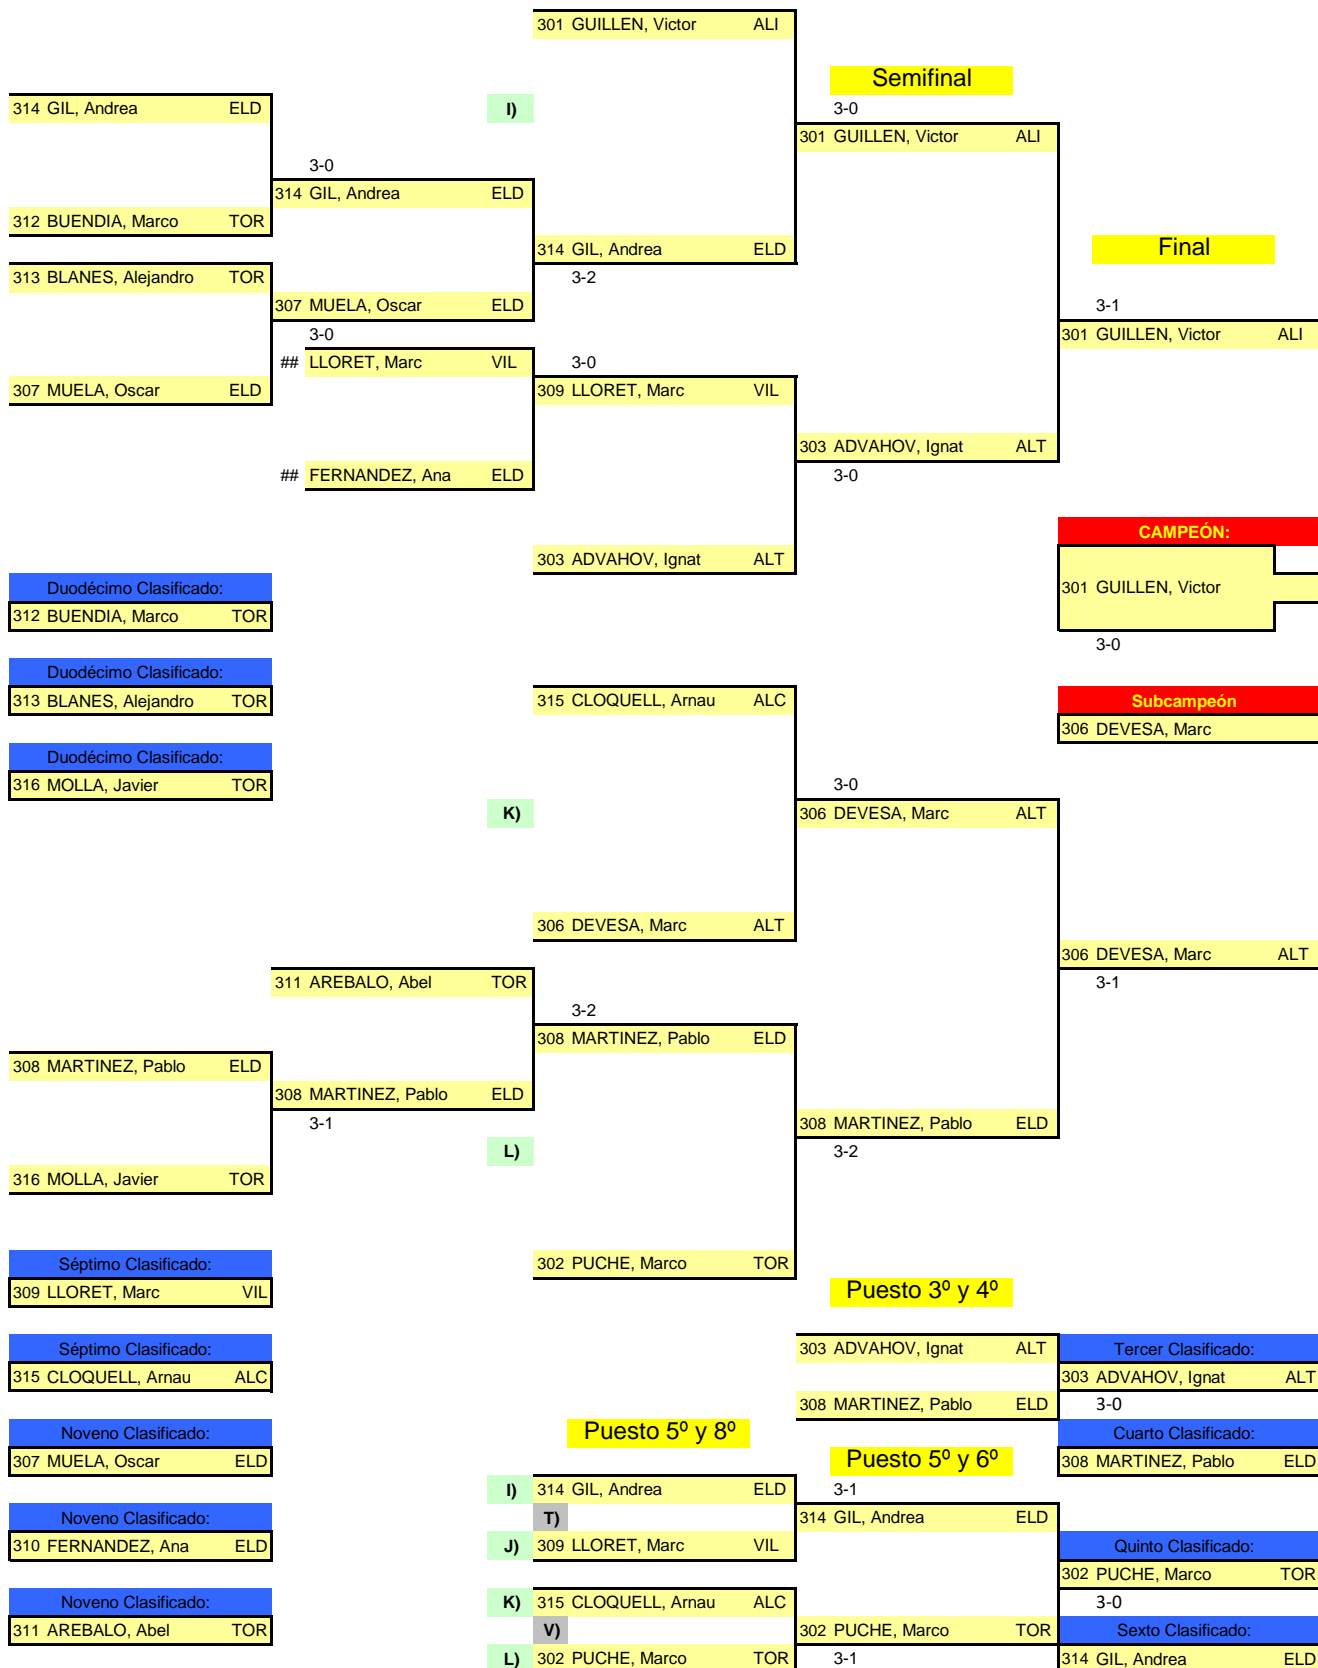 301 GUILLEN, Victor ALI
Semifinal
314 GIL, Andrea ELD I) 3-0
301 GUILLEN, Victor ALI
3-0
314 GIL, Andrea ELD
312 BUENDIA, Marco TOR
314 GIL, Andrea ELD Final
313 BLANES, Alejandro TOR 3-2
307 MUELA, Oscar ELD 3-1
3-0 301 GUILLEN, Victor ALI
## LLORET, Marc VIL 3-0
307 MUELA, Oscar ELD 309 LLORET, Marc VIL
303 ADVAHOV, Ignat ALT
## FERNANDEZ, Ana ELD 3-0
CAMPEÓN:
303 ADVAHOV, Ignat ALT
Duodécimo Clasificado: 301 GUILLEN, Victor
312 BUENDIA, Marco TOR
3-0
Duodécimo Clasificado:
313 BLANES, Alejandro TOR 315 CLOQUELL, Arnau ALC Subcampeón
306 DEVESA, Marc
Duodécimo Clasificado:
316 MOLLA, Javier TOR 3-0
K) 306 DEVESA, Marc ALT
306 DEVESA, Marc ALT
306 DEVESA, Marc ALT
311 AREBALO, Abel TOR 3-1
3-2
308 MARTINEZ, Pablo ELD
308 MARTINEZ, Pablo ELD
308 MARTINEZ, Pablo ELD
3-1 308 MARTINEZ, Pablo ELD
L) 3-2
316 MOLLA, Javier TOR
Séptimo Clasificado: 302 PUCHE, Marco TOR
309 LLORET, Marc VIL Puesto 3º y 4º
Séptimo Clasificado: 303 ADVAHOV, Ignat ALT Tercer Clasificado:
315 CLOQUELL, Arnau ALC 303 ADVAHOV, Ignat ALT
308 MARTINEZ, Pablo ELD 3-0
Noveno Clasificado: Puesto 5º y 8º Cuarto Clasificado:
307 MUELA, Oscar ELD Puesto 5º y 6º 308 MARTINEZ, Pablo ELD
I) 314 GIL, Andrea ELD 3-1
Noveno Clasificado: T) 314 GIL, Andrea ELD
310 FERNANDEZ, Ana ELD J) 309 LLORET, Marc VIL Quinto Clasificado:
302 PUCHE, Marco TOR
Noveno Clasificado: K) 315 CLOQUELL, Arnau ALC 3-0
311 AREBALO, Abel TOR V) 302 PUCHE, Marco TOR Sexto Clasificado:
L) 302 PUCHE, Marco TOR 3-1 314 GIL, Andrea ELD